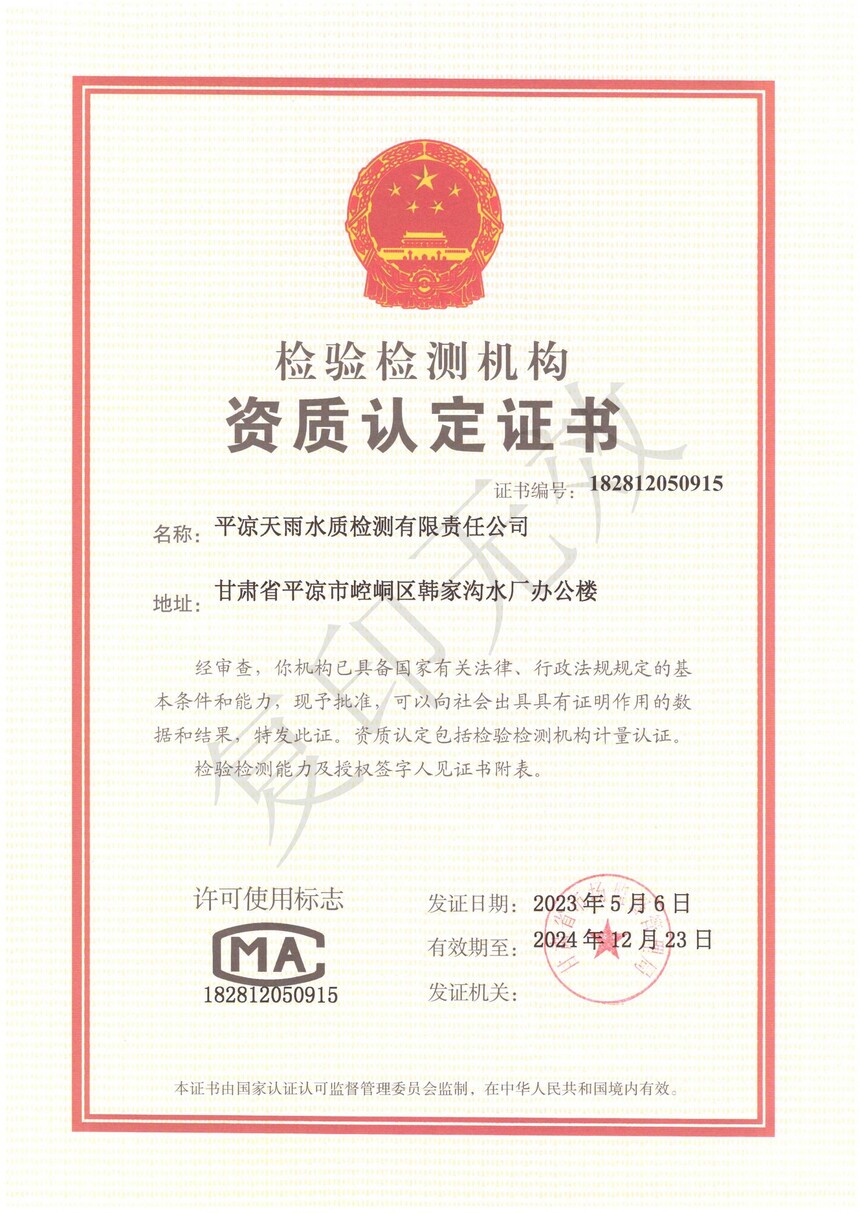 检验检测机构
资质认定证书
证书编号：182812050915
名称：平凉天雨水质检测有限责任公司
地址：甘肃省平凉市崆峒区韩家沟水厂办公楼
经审查，你机构已具备国家有关法律、行政法规规定的基
本条件和能力，现予批准，可以向社会出具具有证明作用的数
据和结果，特发此证。资质认定包括检验检测机构计量认证。
检验检测能力及授权签字人见证书附表。
复印无效
许可使用标志
MA
182812050915
发证日期：2023年5月6日
有效期至：2024年12月23日
发证机关：
本证书由国家认证认可监督管理委员会监制，在中华人民共和国境内有效。